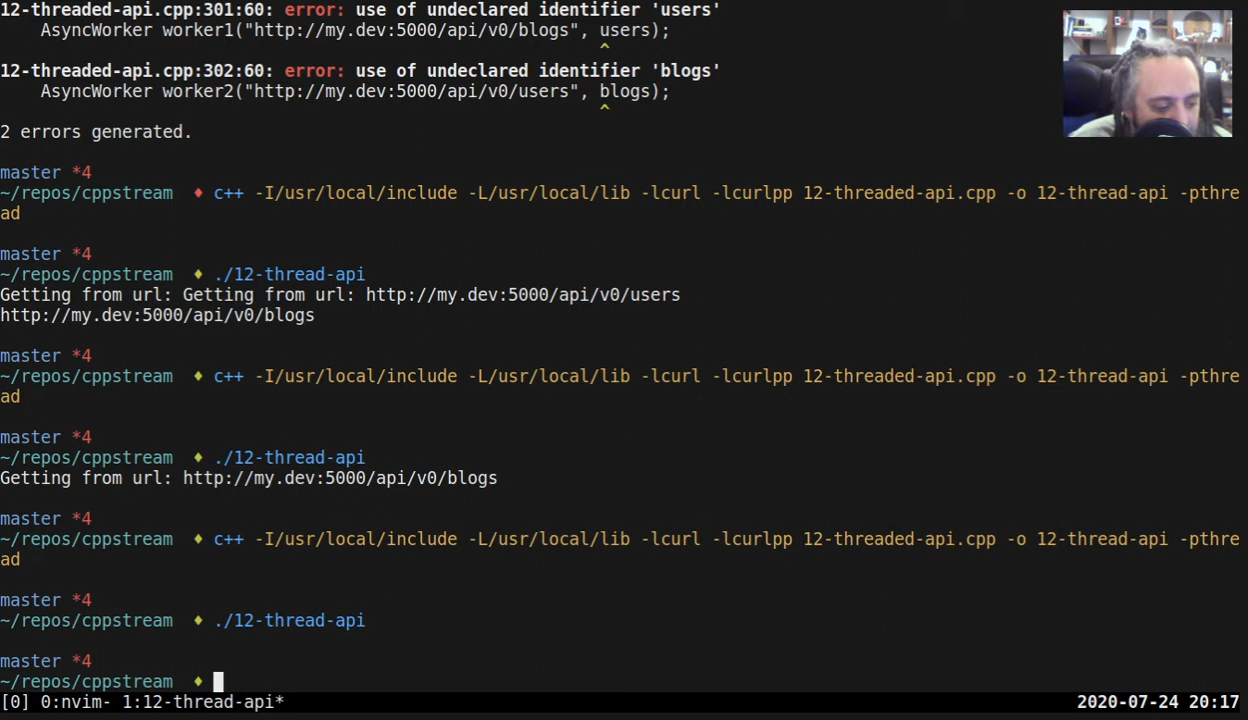 12-threaded-api.cpp:301:60: error: use of undeclared identifier 'users'
    AsyncWorker worker1("http://my.dev:5000/api/v0/blogs", users);
                                                           ^
12-threaded-api.cpp:302:60: error: use of undeclared identifier 'blogs'
    AsyncWorker worker2("http://my.dev:5000/api/v0/users", blogs);
                                                           ^
2 errors generated.
master *4
~/repos/cppstream  ♦ c++ -I/usr/local/include -L/usr/local/lib -lcurl -lcurlpp 12-threaded-api.cpp -o 12-thread-api -pthre
ad
master *4
~/repos/cppstream  ♦ ./12-thread-api
Getting from url: Getting from url: http://my.dev:5000/api/v0/users
http://my.dev:5000/api/v0/blogs
master *4
~/repos/cppstream  ♦ c++ -I/usr/local/include -L/usr/local/lib -lcurl -lcurlpp 12-threaded-api.cpp -o 12-thread-api -pthre
ad
master *4
~/repos/cppstream  ♦ ./12-thread-api
Getting from url: http://my.dev:5000/api/v0/blogs
master *4
~/repos/cppstream  ♦ c++ -I/usr/local/include -L/usr/local/lib -lcurl -lcurlpp 12-threaded-api.cpp -o 12-thread-api -pthre
ad
master *4
~/repos/cppstream  ♦ ./12-thread-api
master *4
~/repos/cppstream  ♦
[0] 0:nvim- 1:12-thread-api* 2020-07-24 20:17